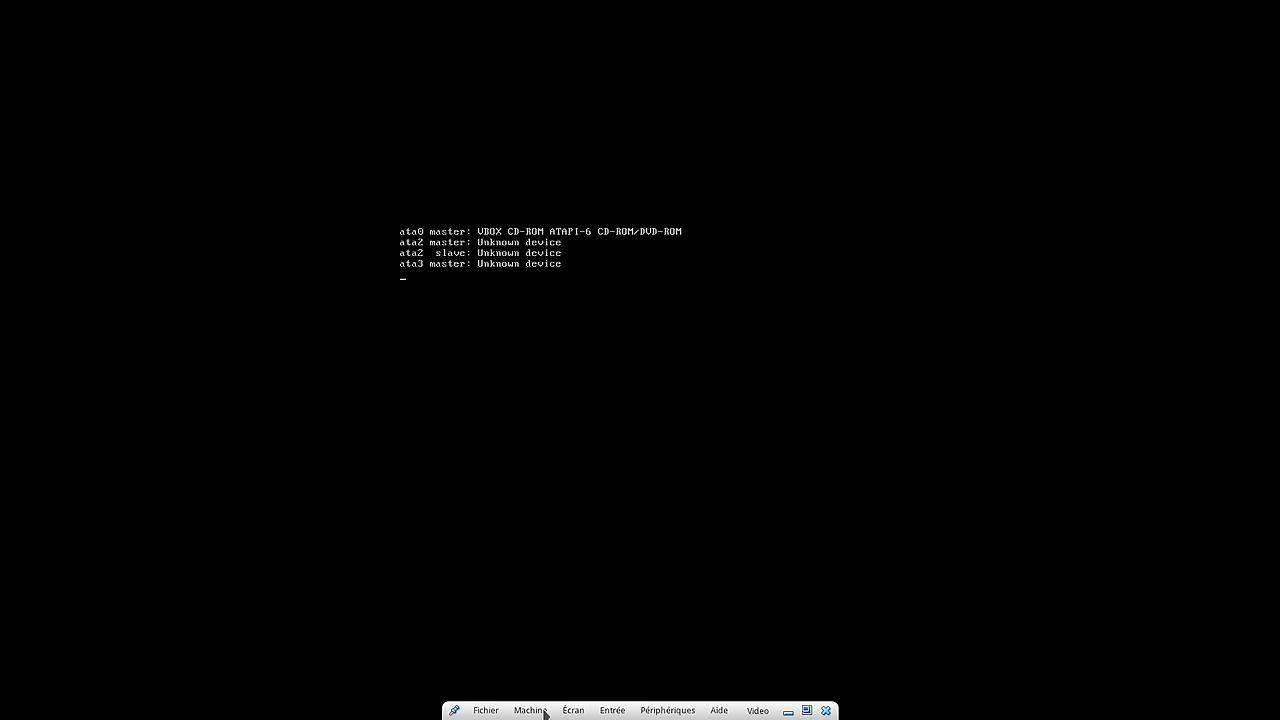 ata0 master: VBOX CD-ROM ATAPI-6 CD-ROM/DVD-ROM
ata2 master: Unknown device
ata2  slave: Unknown device
ata3 master: Unknown device
_
Fichier Machine Écran Entrée Périphériques Aide Video